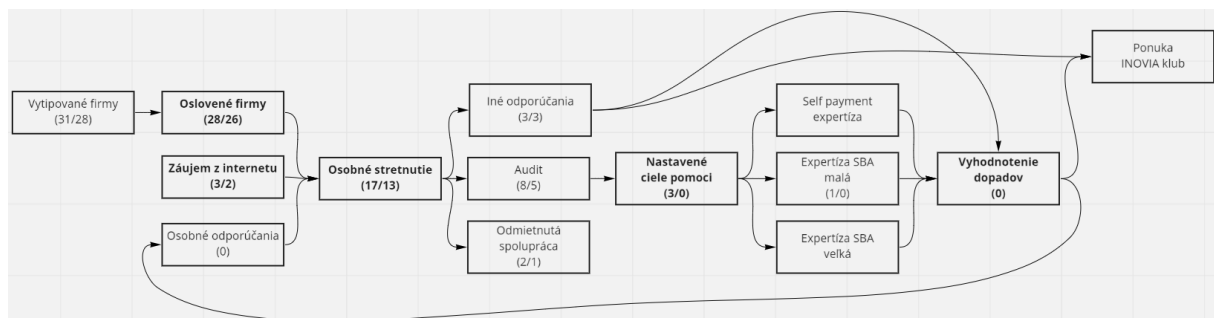 Vytipované firmy
(31/28)
Oslovené firmy
(28/26)
Záujem z internetu
(3/2)
Osobné odporúčania
(0)
Osobné stretnutie
(17/13)
Iné odporúčania
(3/3)
Audit
(8/5)
Odmietnutá
spolupráca
(2/1)
Nastavené
ciele pomoci
(3/0)
Self payment
expertíza
Expertíza SBA
malá
(1/0)
Expertíza SBA
veľká
Vyhodnotenie
dopadov
(0)
Ponuka
INOVIA klub